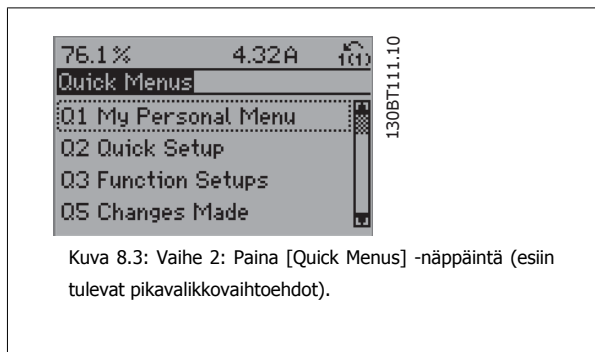 76.1% 4.32A 1(1)
Quick Menus
Q1 My Personal Menu
Q2 Quick Setup
Q3 Function Setups
Q5 Changes Made
130BT111.10
Kuva 8.3: Vaihe 2: Paina [Quick Menus] -näppäintä (esiin
tulevat pikavalikkovaihtoehdot).